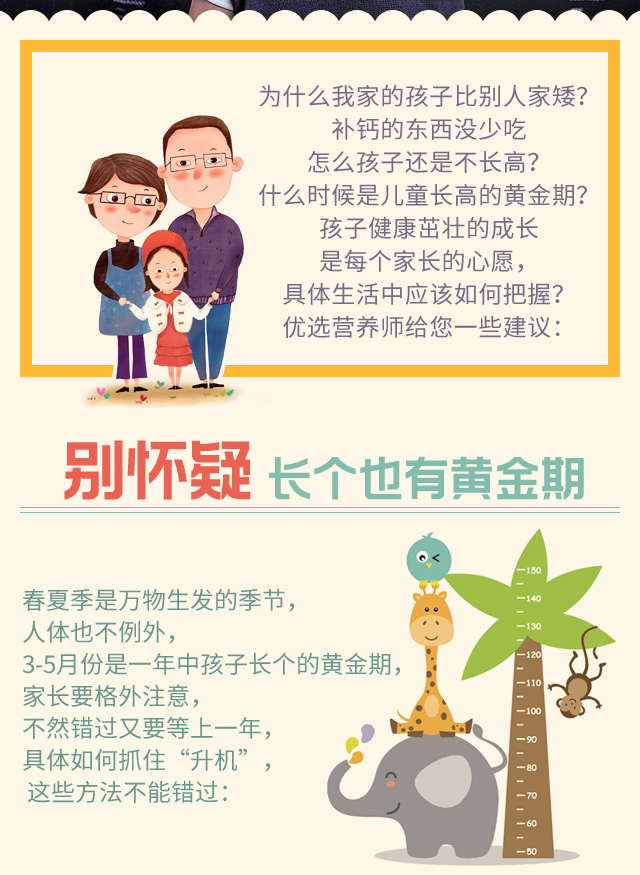 为什么我家的孩子比别人家矮？
补钙的东西没少吃
怎么孩子还是不长高？
什么时候是儿童长高的黄金期？
孩子健康茁壮的成长
是每个家长的心愿，
具体生活中应该如何把握？
优选营养师给您一些建议：
别怀疑 长个也有黄金期
春夏季是万物生发的季节，
人体也不例外，
3-5月份是一年中孩子长个的黄金期，
家长要格外注意，
不然错过又要等上一年，
具体如何抓住“升机”，
这些方法不能错过：
150
140
130
120
110
100
90
80
70
60
50